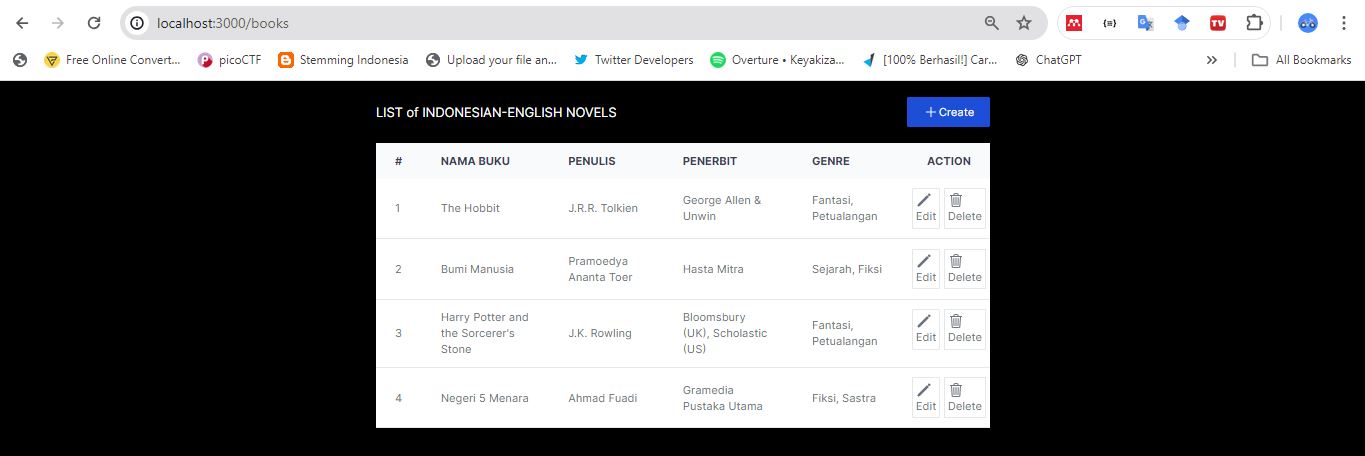 localhost:3000/books
Free Online Convert... picoCTF Stemming Indonesia Upload your file an... Twitter Developers Overture • Keyakiza... [100% Berhasil!] Car... ChatGPT » All Bookmarks
LIST of INDONESIAN-ENGLISH NOVELS
+ Create
# NAMA BUKU PENULIS PENERBIT GENRE ACTION
1 The Hobbit J.R.R. Tolkien George Allen & Unwin Fantasi, Petualangan Edit Delete
2 Bumi Manusia Pramoedya Ananta Toer Hasta Mitra Sejarah, Fiksi Edit Delete
3 Harry Potter and the Sorcerer's Stone J.K. Rowling Bloomsbury (UK), Scholastic (US) Fantasi, Petualangan Edit Delete
4 Negeri 5 Menara Ahmad Fuadi Gramedia Pustaka Utama Fiksi, Sastra Edit Delete